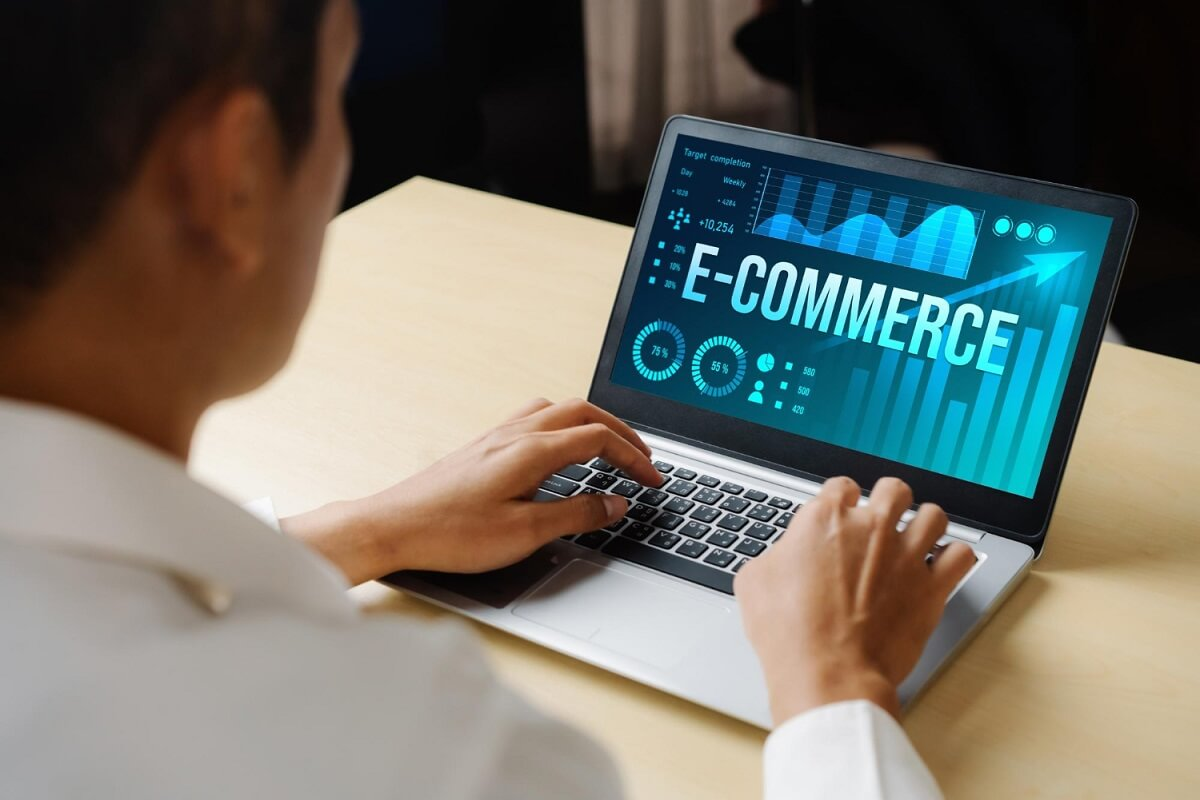 Target completion
Day
Weekly
+ 1028
+ 4284
+10,254
20%
10%
30%
E-COMMERCE
75 %
55 %
580
500
420